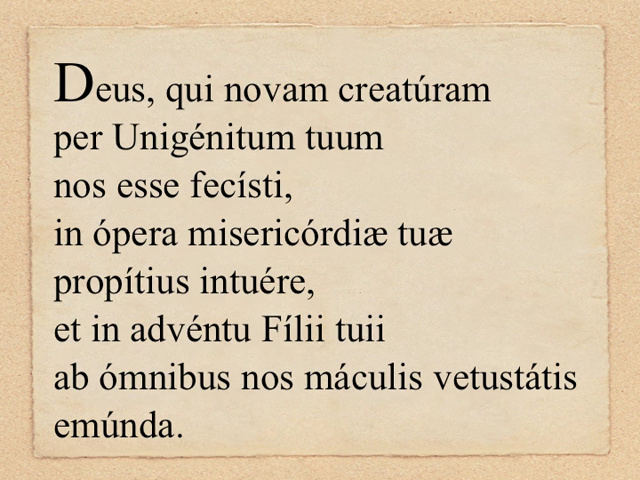 Deus, qui novam creatúram
per Unigénitum tuum
nos esse fecísti,
in ópera misericórdiæ tuæ
propítius intuére,
et in advéntu Fílii tuii
ab ómnibus nos máculis vetustátis
emúnda.